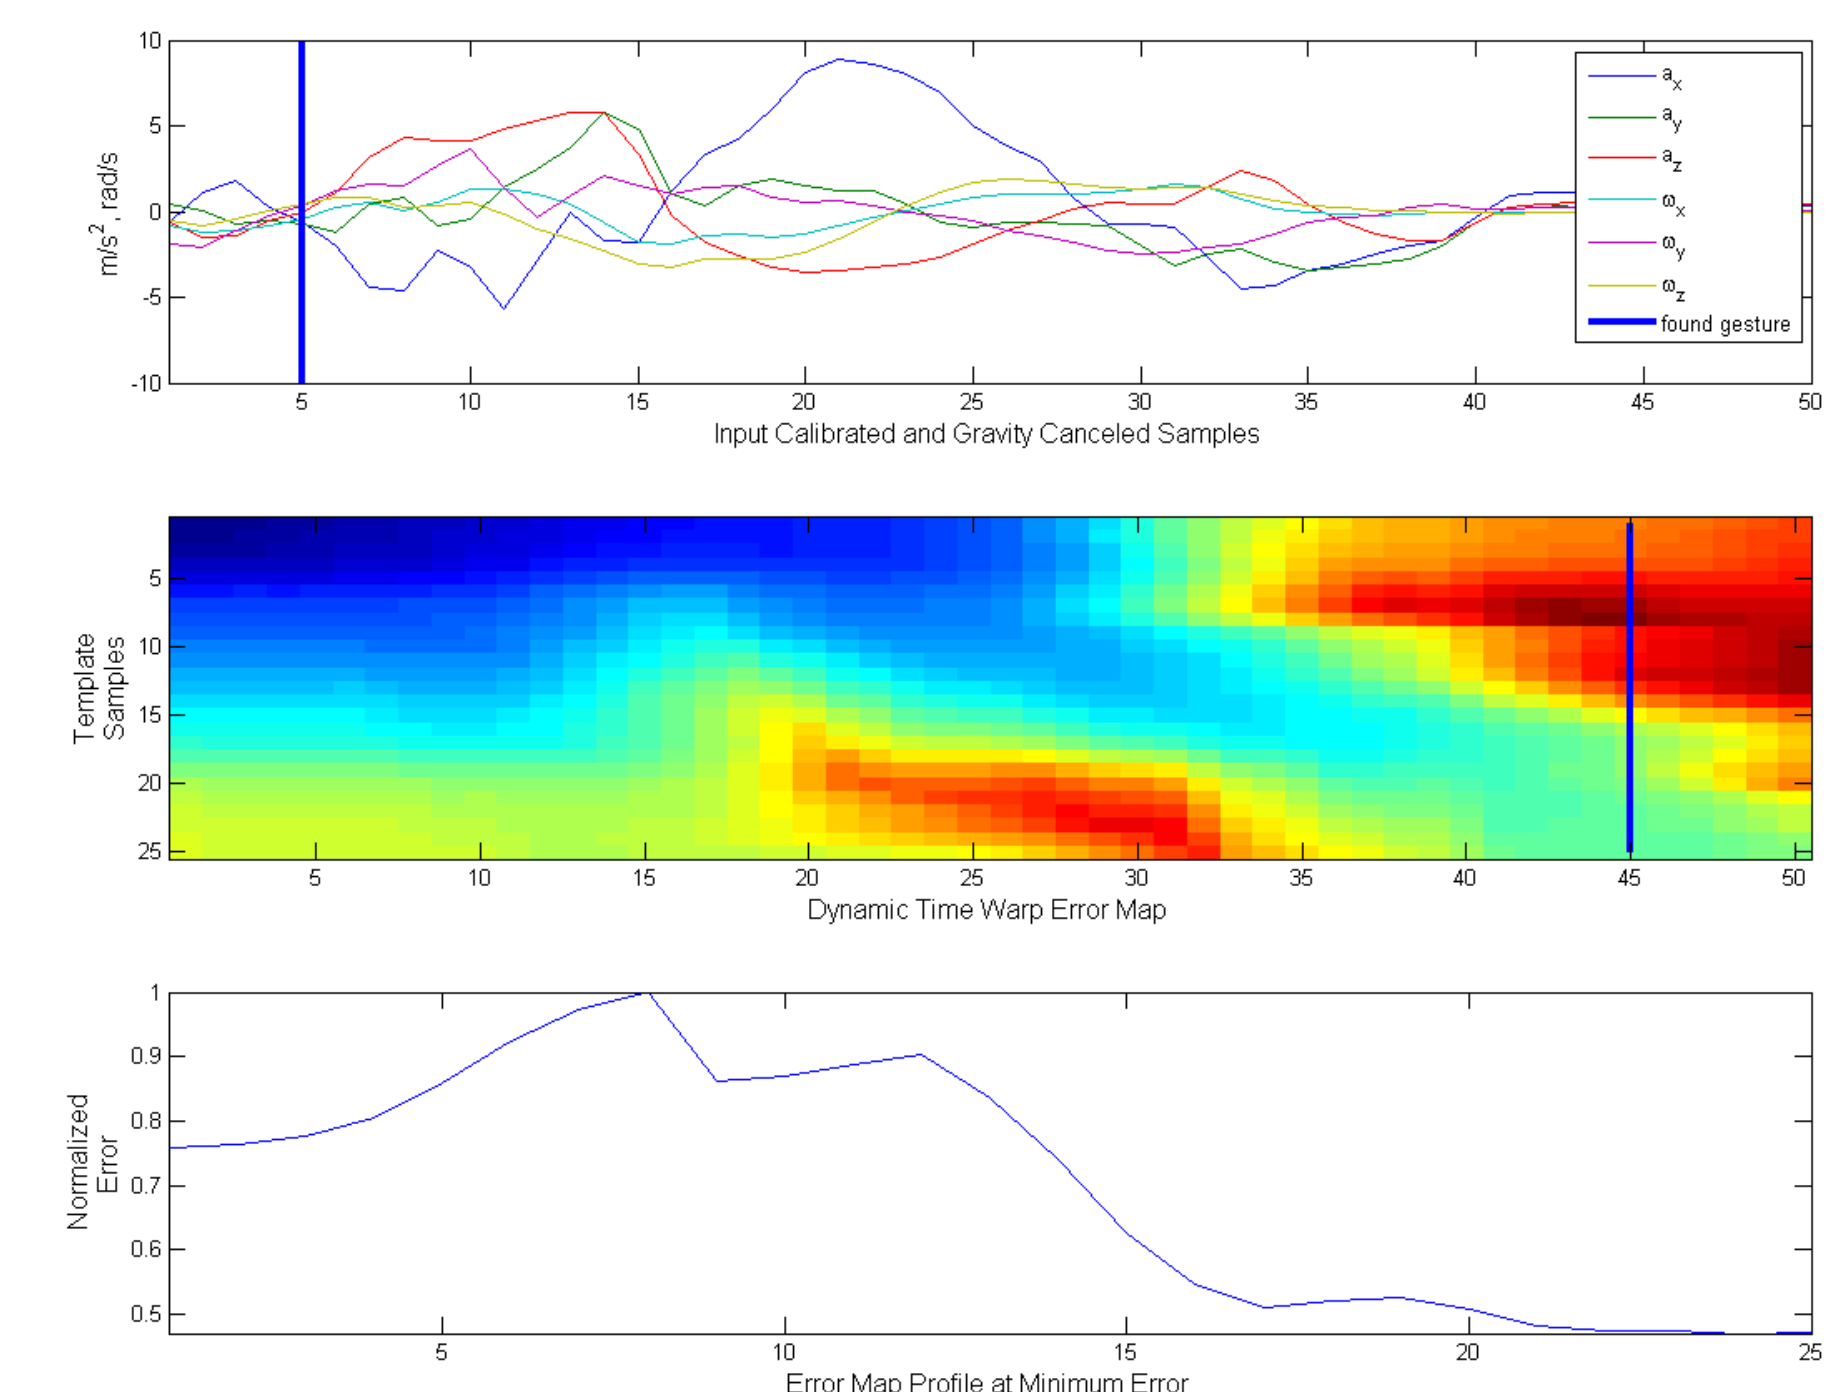 10
5
0
-5
-10
m/s², rad/s
a_x
a_y
a_z
ω_x
ω_y
ω_z
found gesture
5 10 15 20 25 30 35 40 45 50
Input Calibrated and Gravity Canceled Samples
5
10
15
20
25
Template
Samples
5 10 15 20 25 30 35 40 45 50
Dynamic Time Warp Error Map
1
0.9
0.8
0.7
0.6
0.5
Normalized
Error
5 10 15 20 25
Error Map Profile at Minimum Error